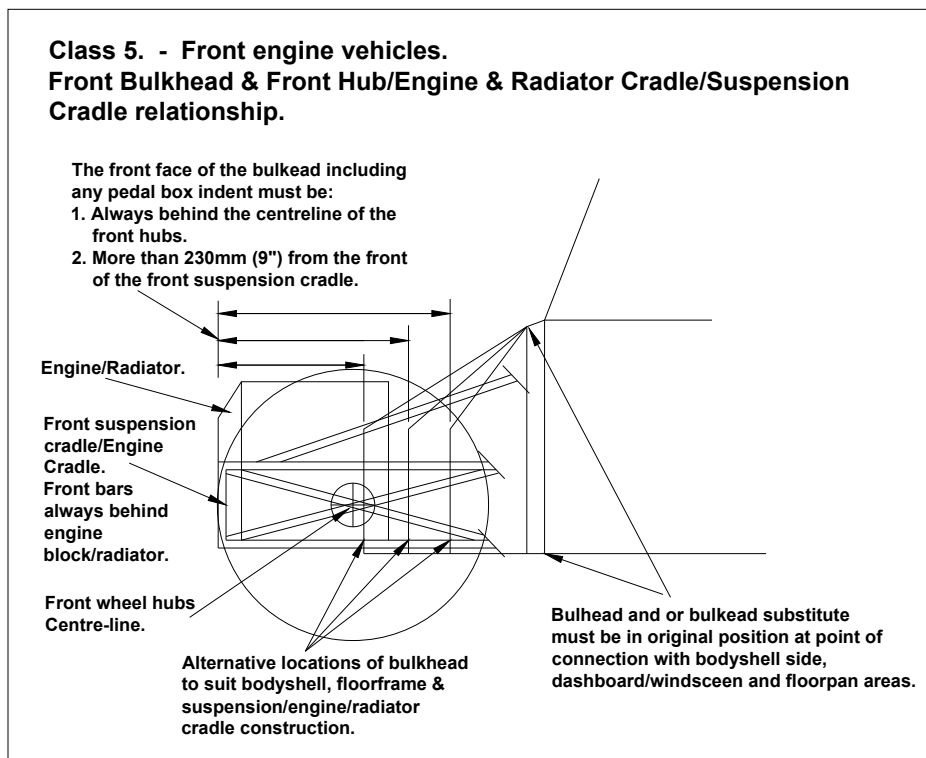 Class 5.  -  Front engine vehicles.
Front Bulkhead & Front Hub/Engine & Radiator Cradle/Suspension
Cradle relationship.
The front face of the bulkead including
any pedal box indent must be:
1. Always behind the centreline of the
front hubs.
2. More than 230mm (9") from the front
of the front suspension cradle.
Engine/Radiator.
Front suspension
cradle/Engine
Cradle.
Front bars
always behind
engine
block/radiator.
Front wheel hubs
Centre-line.
Alternative locations of bulkhead
to suit bodyshell, floorframe &
suspension/engine/radiator
cradle construction.
Bulhead and or bulkead substitute
must be in original position at point of
connection with bodyshell side,
dashboard/windsceen and floorpan areas.